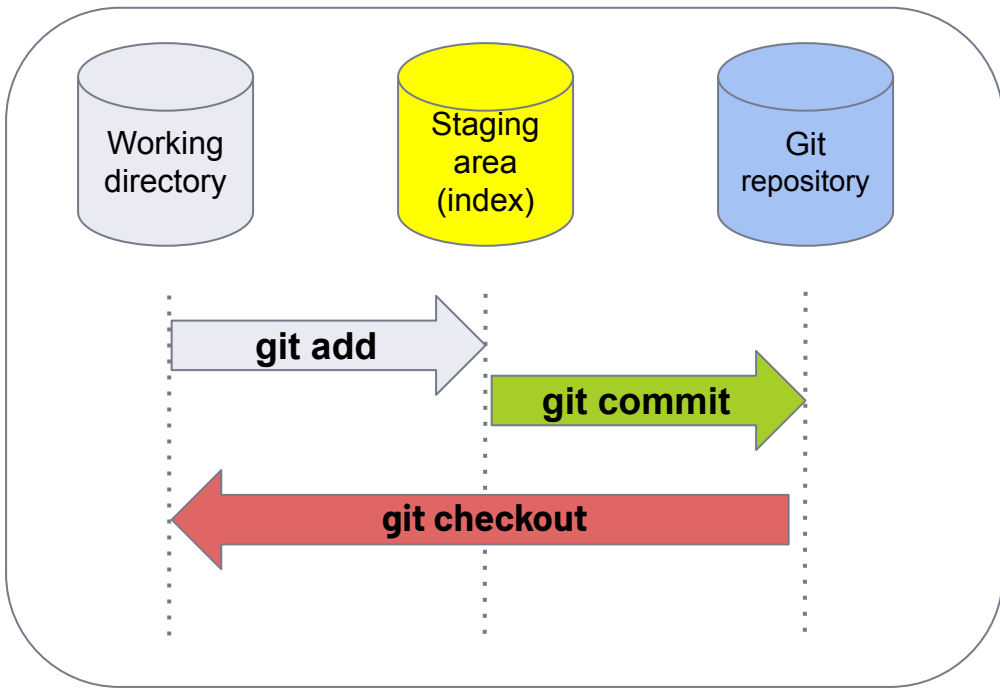 Working
directory
Staging
area
(index)
Git
repository
git add
git commit
git checkout